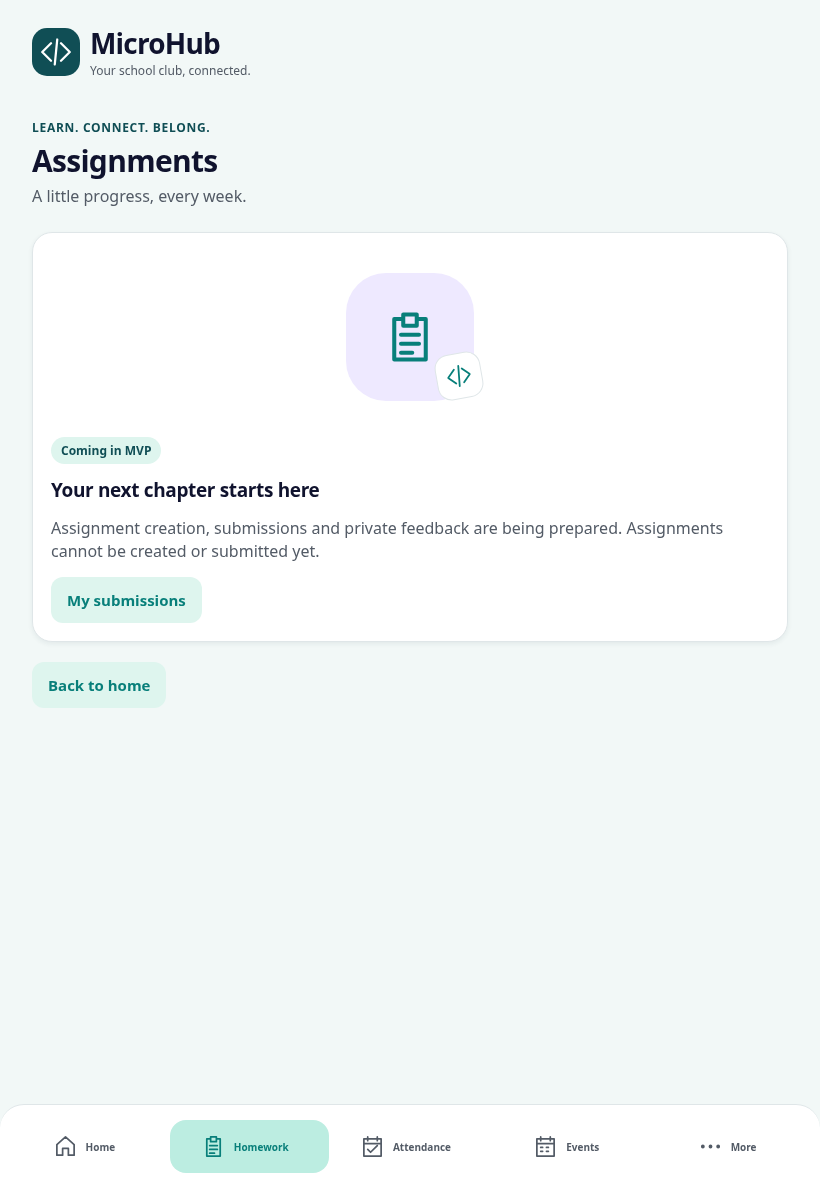 MicroHub
Your school club, connected.
LEARN. CONNECT. BELONG.
Assignments
A little progress, every week.
Coming in MVP
Your next chapter starts here
Assignment creation, submissions and private feedback are being prepared. Assignments
cannot be created or submitted yet.
My submissions
Back to home
Home
Homework
Attendance
Events
More